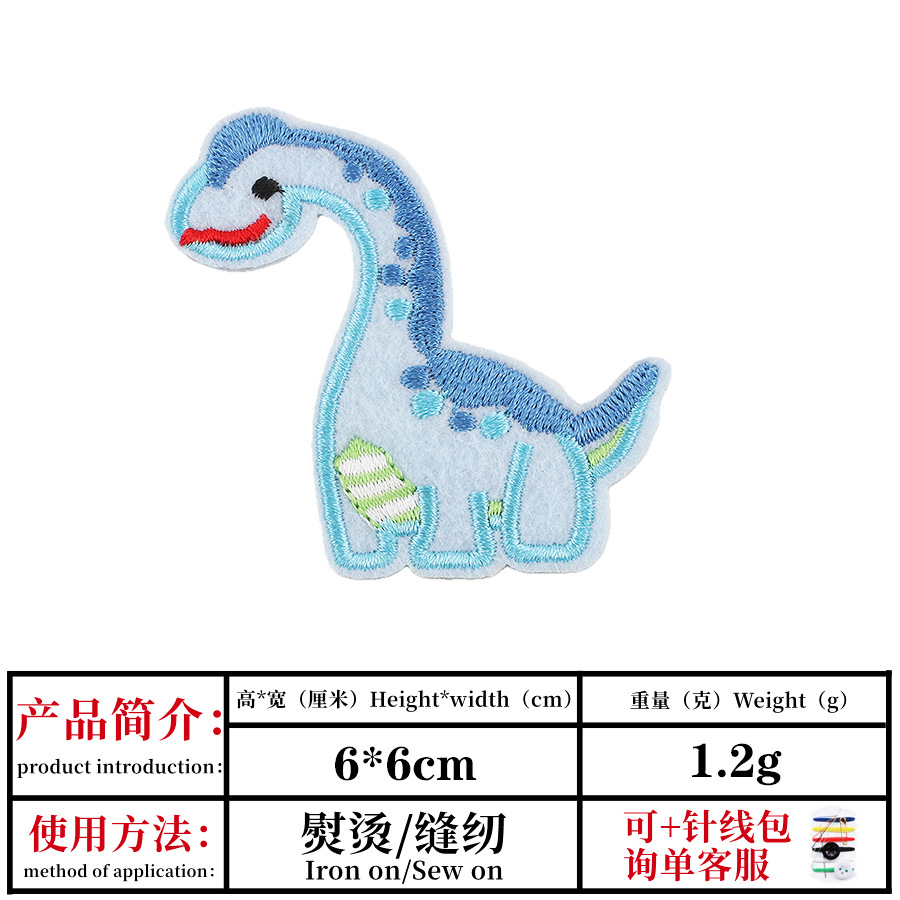 产品简介：
product introduction：
高*宽（厘米）Height*width（cm）
重量（克）Weight（g）
6*6cm
1.2g
使用方法：
method of application：
熨烫/缝纫
Iron on/Sew on
可+针线包
询单客服